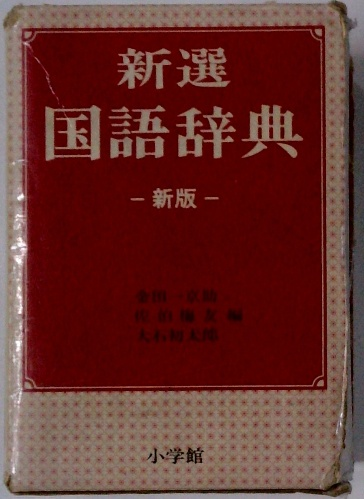 新選
国語辞典
－新版－
金田一京助
佐伯梅友 編
大石初太郎
小学館